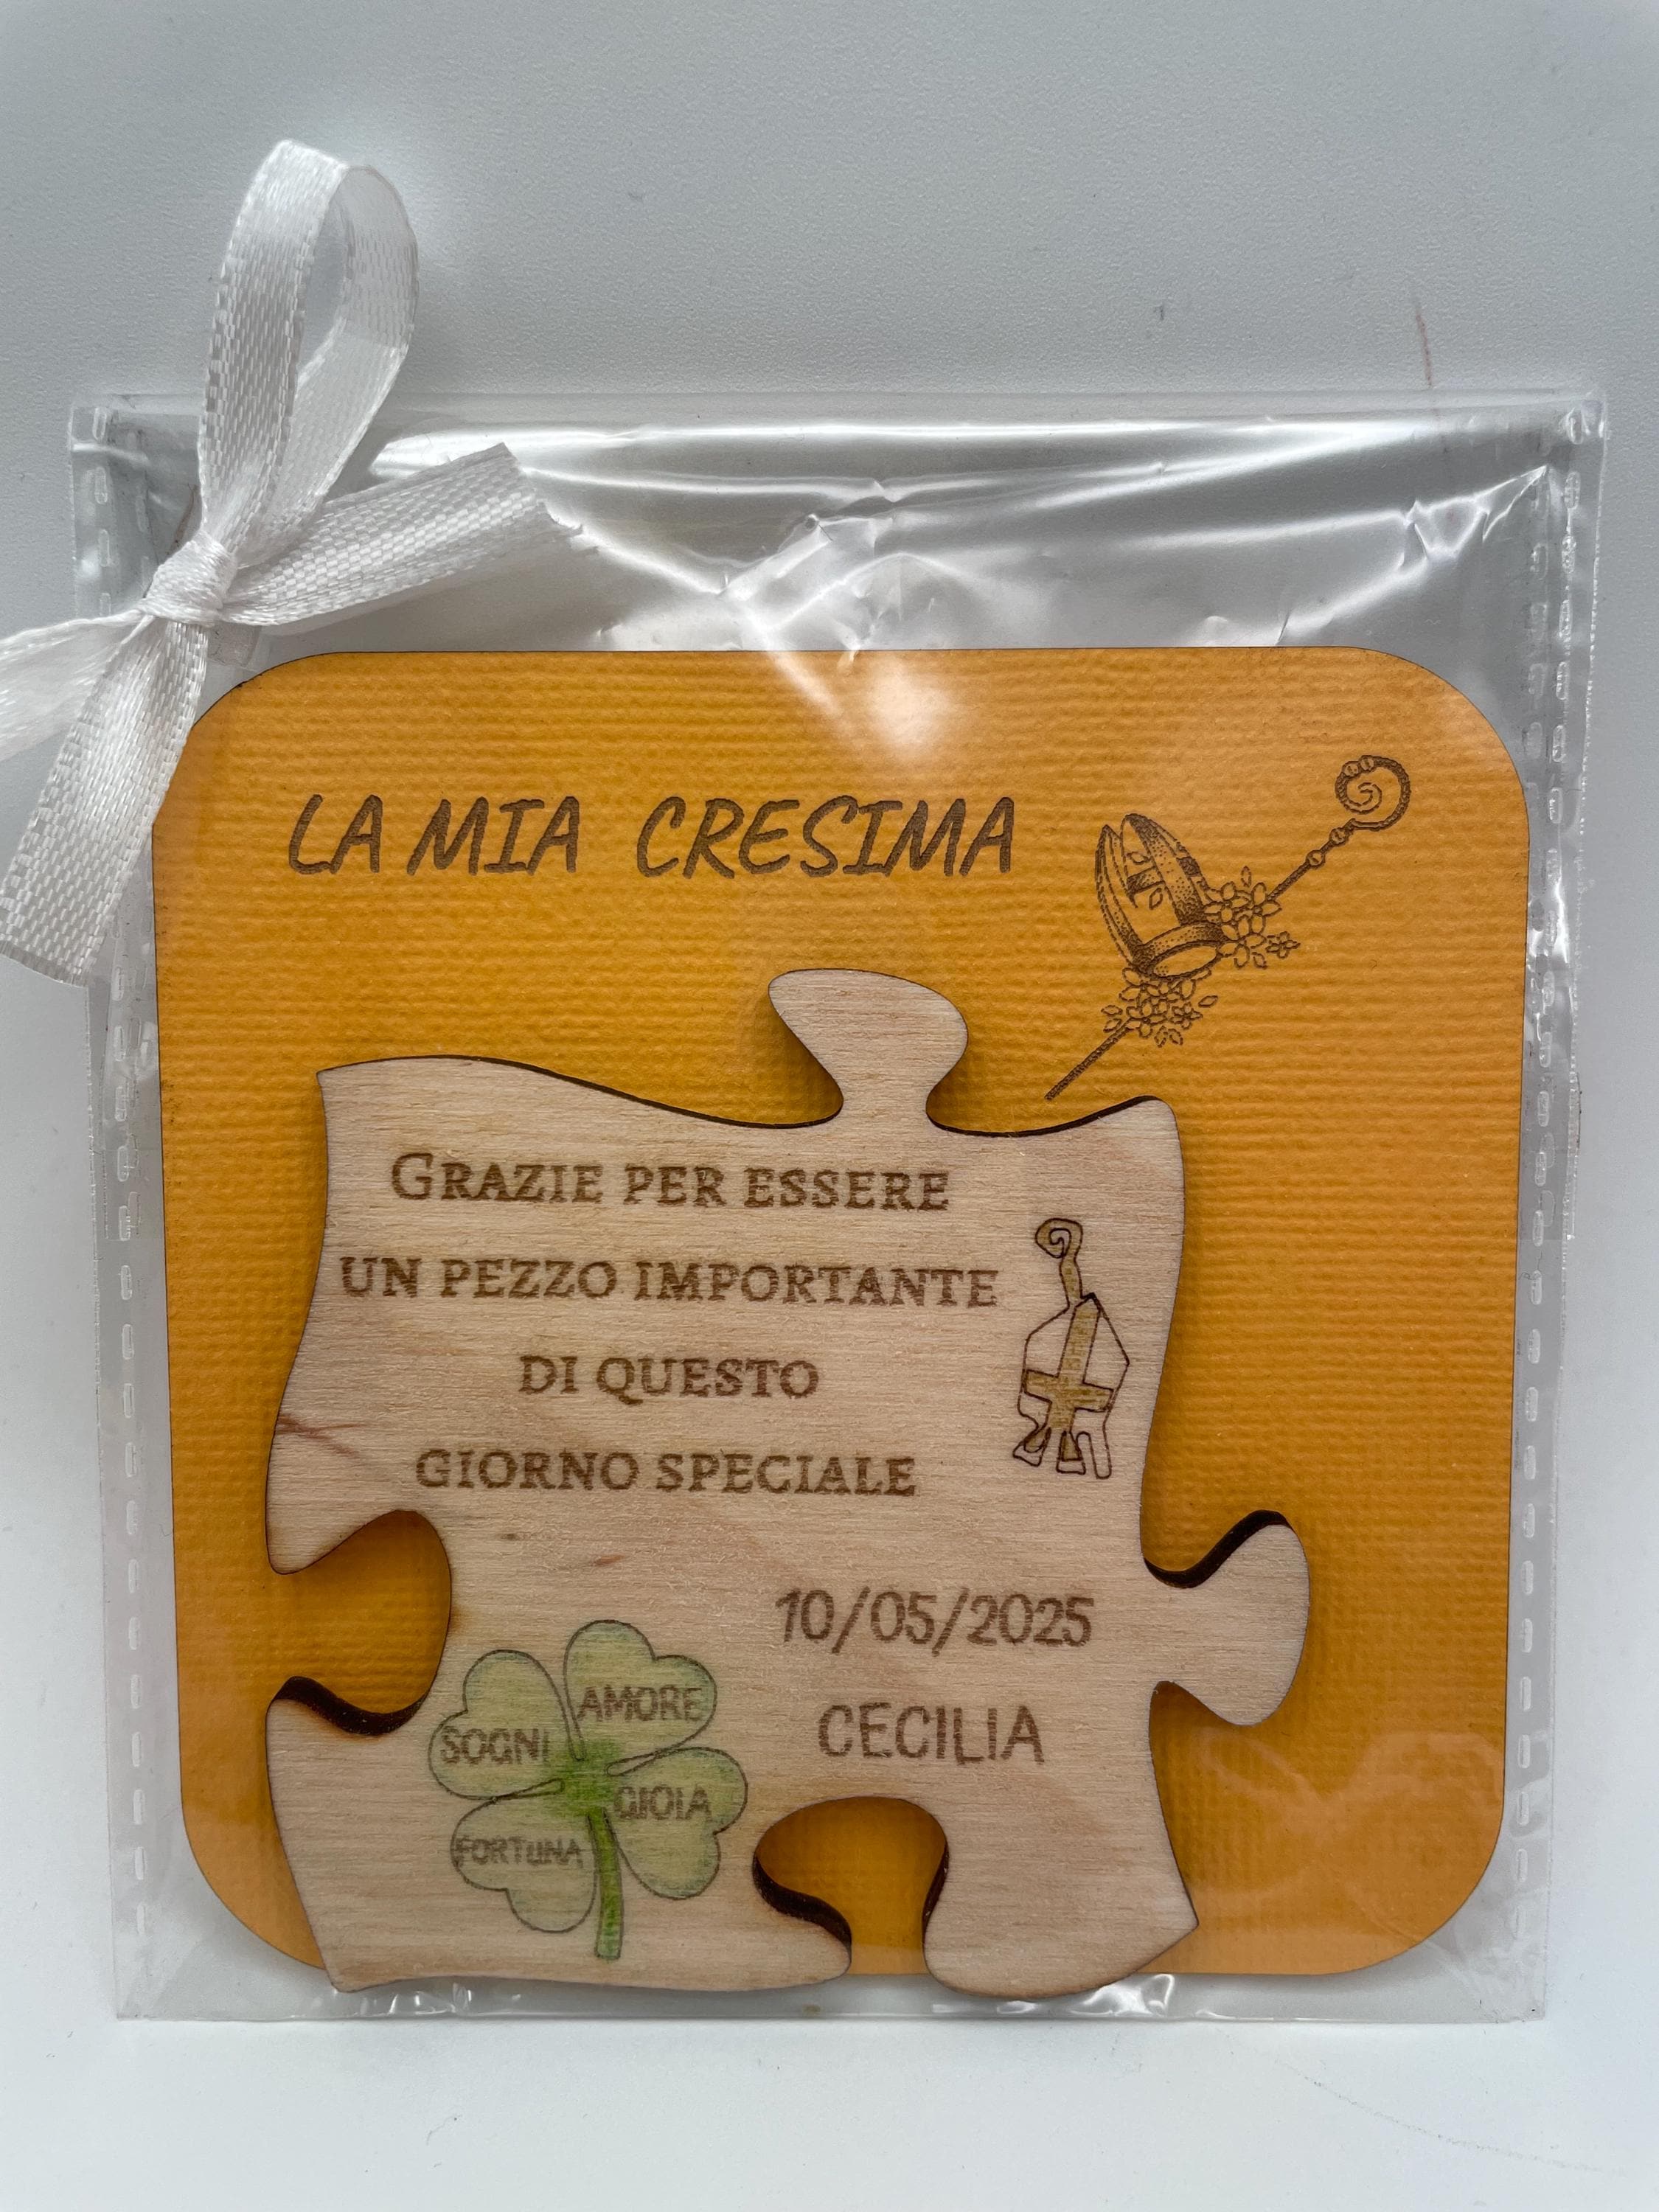 LA MIA CRESIMA
GRAZIE PER ESSERE
UN PEZZO IMPORTANTE
DI QUESTO
GIORNO SPECIALE
10/05/2025
CECILIA
AMORE
SOGNI
GIOIA
FORTUNA